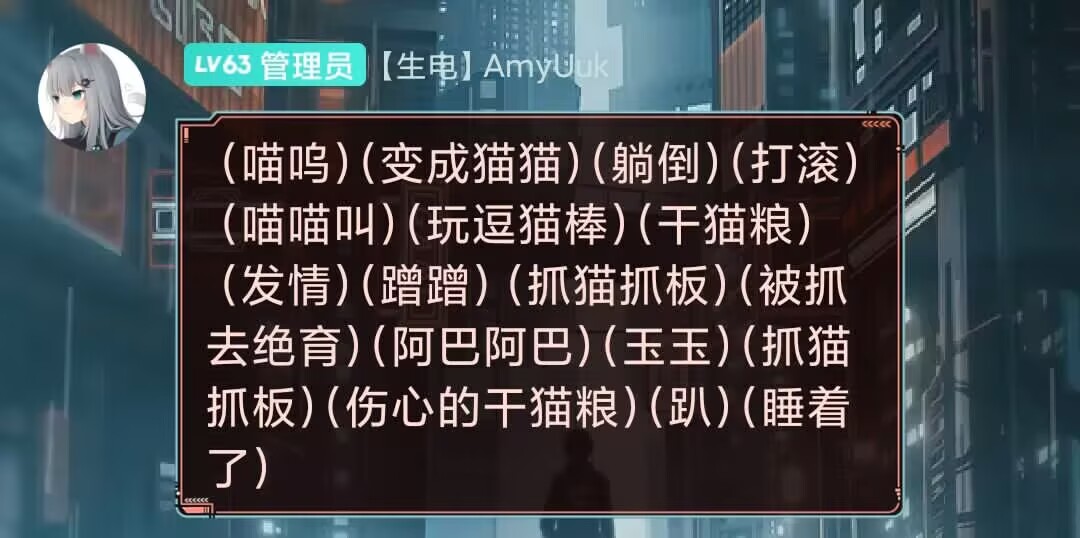 LV63 管理员 【生电】AmyUuk
(喵呜)(变成猫猫)(躺倒)(打滚)
(喵喵叫)(玩逗猫棒)(干猫粮)
(发情)(蹭蹭) (抓猫抓板)(被抓
去绝育)(阿巴阿巴)(玉玉)(抓猫
抓板)(伤心的干猫粮)(趴)(睡着
了)